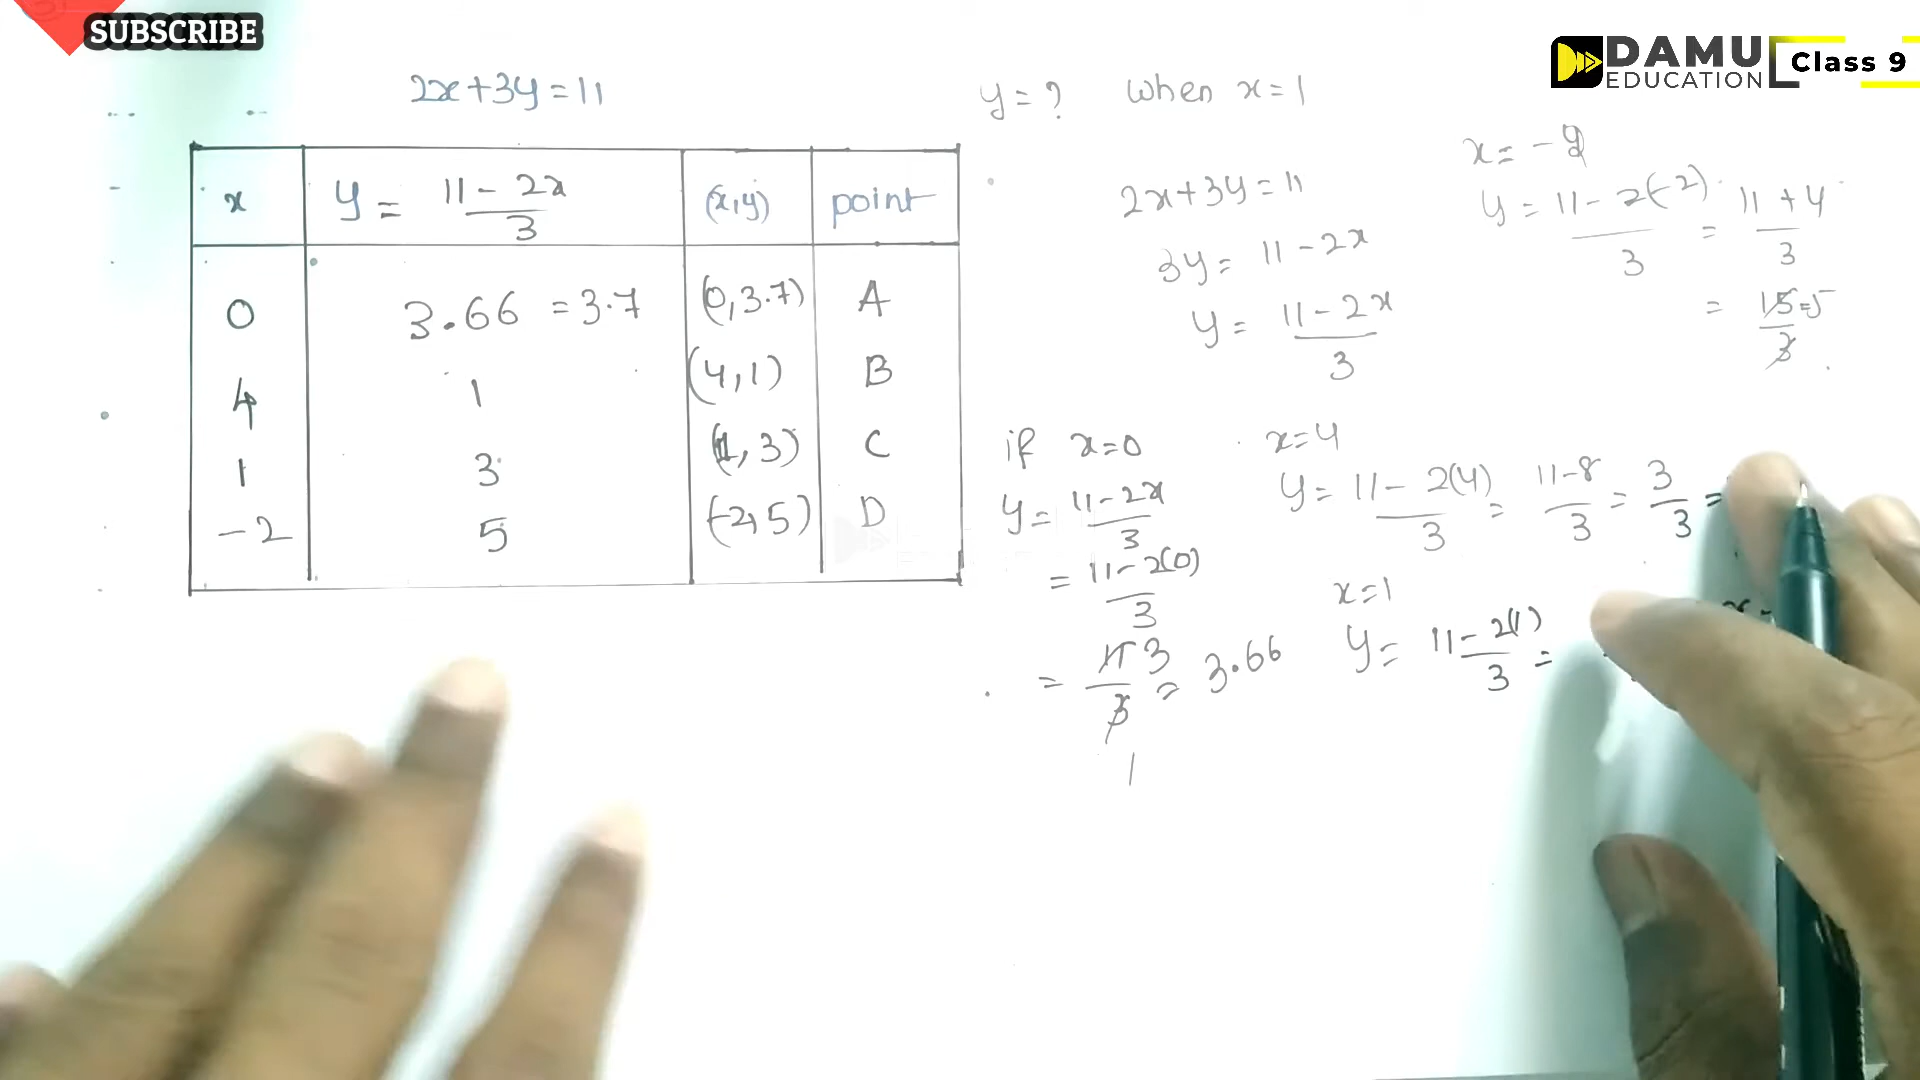 SUBSCRIBE
DAMU
EDUCATION
Class 9
2x+3y=11
x
y = 11-2x/3
(x,y)
point
0
3.66 = 3.7
(0,3.7)
A
4
1
(4,1)
B
1
3
(1,3)
C
-2
5
(-2,5)
D
y = ? when x=1
2x+3y=11
3y = 11-2x
y = 11-2x/3
x = -2
y = 11-2(-2)/3 = 11+4/3
= 15/3=5
if x=0
y = 11-2x/3
= 11-2(0)/3
= 11/3 = 3.66
3
1
x=4
y = 11-2(4)/3 = 11-8/3 = 3/3 =
x=1
y = 11-2(1)/3 =